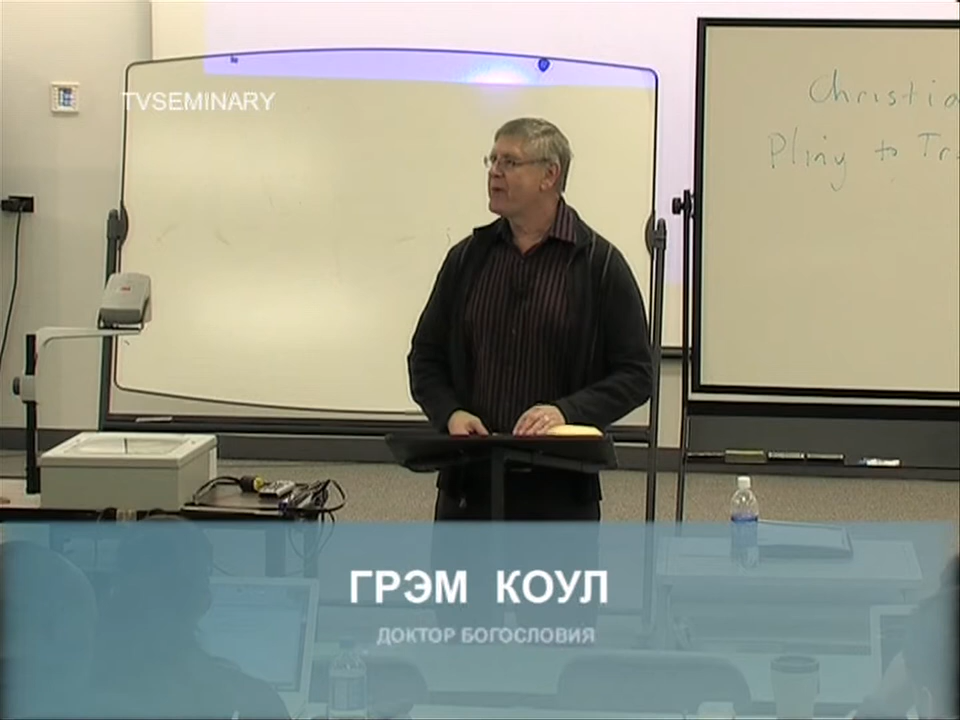 TVSEMINARY
Christia
Pliny to Tr
ГРЭМ КОУЛ
ДОКТОР БОГОСЛОВИЯ